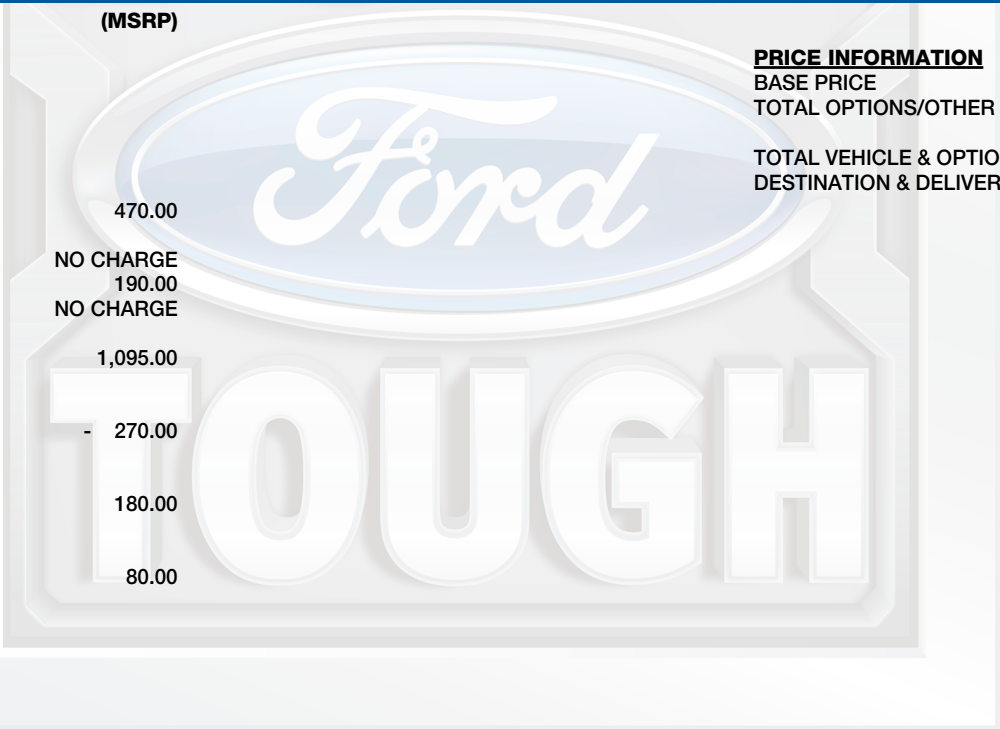 (MSRP)
PRICE INFORMATION
BASE PRICE
TOTAL OPTIONS/OTHER
TOTAL VEHICLE & OPTIO
DESTINATION & DELIVER
470.00
NO CHARGE
190.00
NO CHARGE
1,095.00
- 270.00
180.00
80.00
Ford
TOUGH